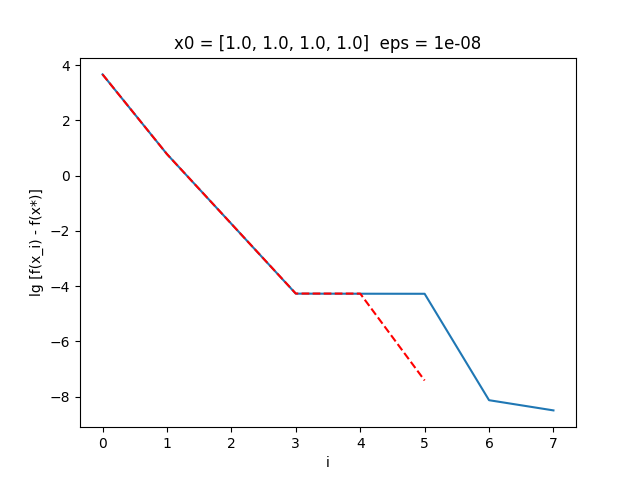 x0 = [1.0, 1.0, 1.0, 1.0]  eps = 1e-08
lg [f(x_i) - f(x*)]
4
2
0
−2
−4
−6
−8
0 1 2 3 4 5 6 7
i